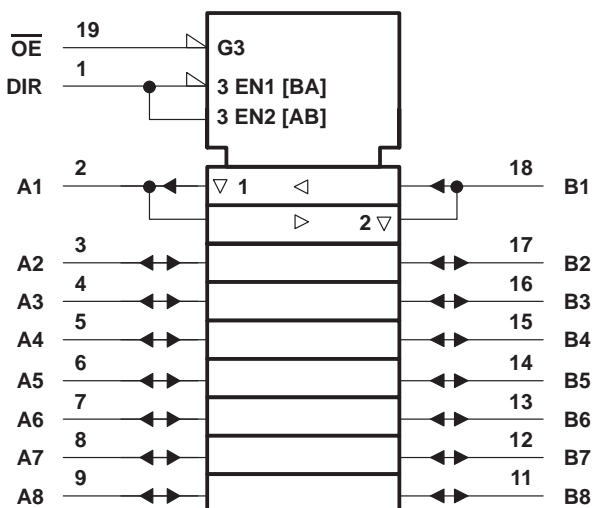 19
OE
G3
1
DIR
3 EN1 [BA]
3 EN2 [AB]
2
18
A1
▽ 1
◁
B1
▷
2 ▽
3
17
A2
B2
4
16
A3
B3
5
15
A4
B4
6
14
A5
B5
7
13
A6
B6
8
12
A7
B7
9
11
A8
B8